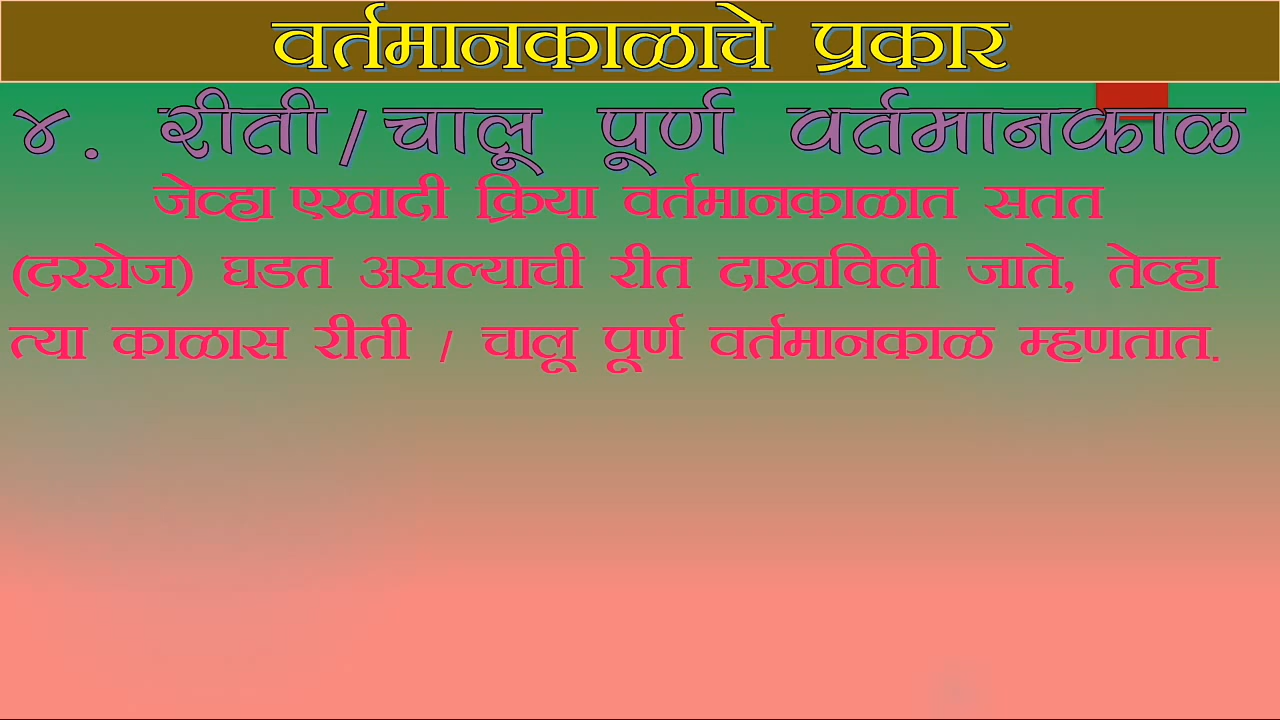 वर्तमानकाळाचे प्रकार
४. रीती/चालू पूर्ण वर्तमानकाळ
जेव्हा एखादी क्रिया वर्तमानकाळात सतत
(दररोज) घडत असल्याची रीत दाखविली जाते, तेव्हा
त्या काळास रीती / चालू पूर्ण वर्तमानकाळ म्हणतात.